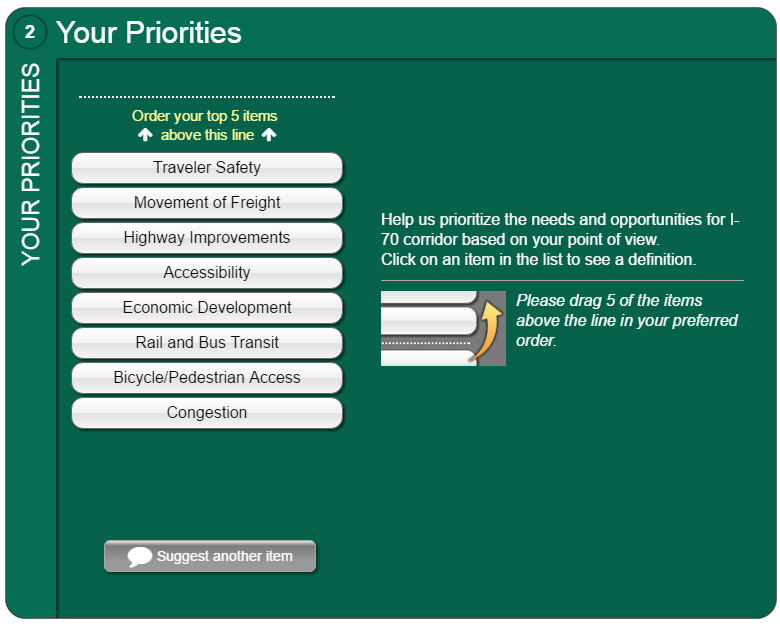 2
Your Priorities
YOUR PRIORITIES
Order your top 5 items
above this line
Traveler Safety
Movement of Freight
Highway Improvements
Accessibility
Economic Development
Rail and Bus Transit
Bicycle/Pedestrian Access
Congestion
Suggest another item
Help us prioritize the needs and opportunities for I-
70 corridor based on your point of view.
Click on an item in the list to see a definition.
Please drag 5 of the items
above the line in your preferred
order.